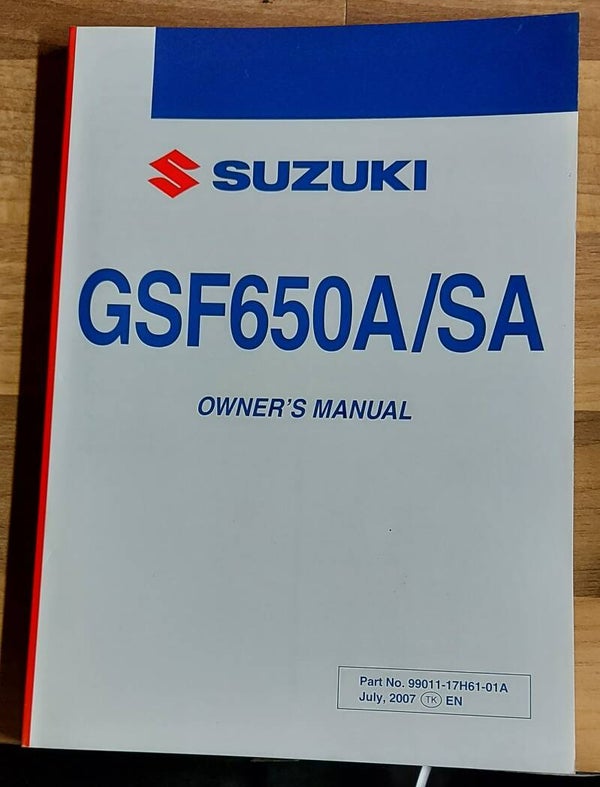 SUZUKI
GSF650A/SA
OWNER'S MANUAL
Part No. 99011-17H61-01A
July, 2007 TK EN